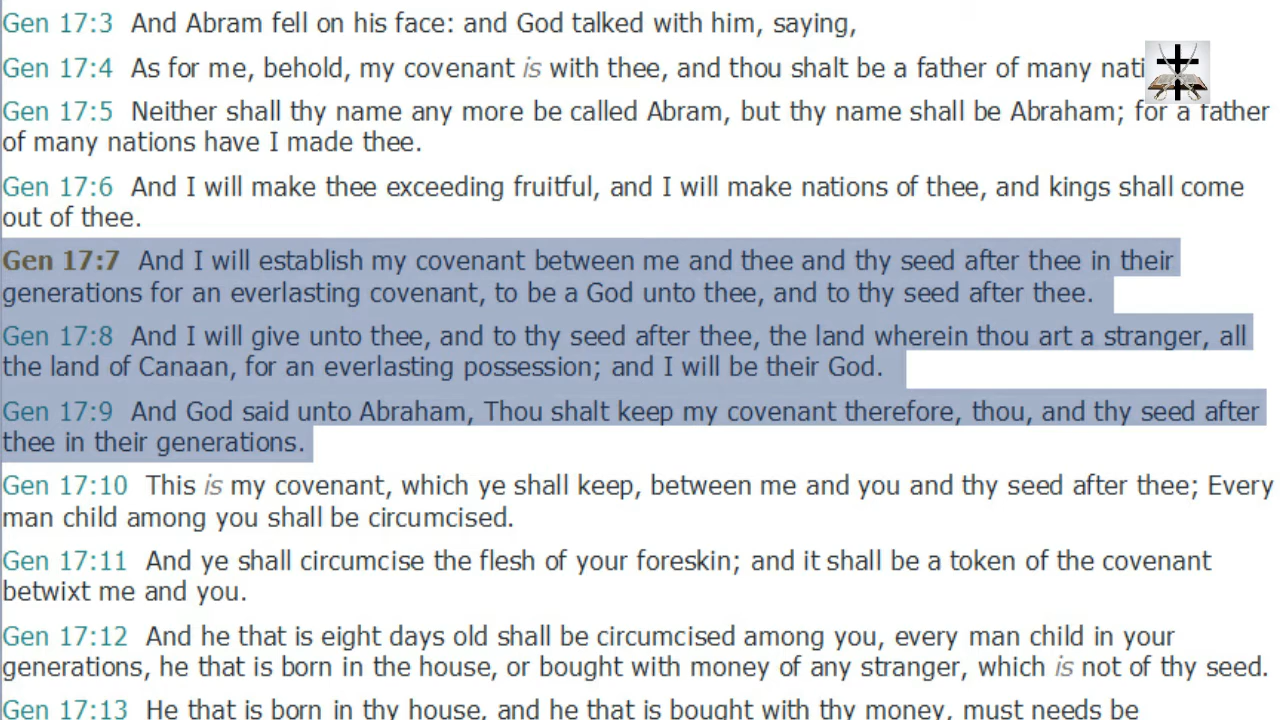 Gen 17:3 And Abram fell on his face: and God talked with him, saying,
Gen 17:4 As for me, behold, my covenant is with thee, and thou shalt be a father of many nati
Gen 17:5 Neither shall thy name any more be called Abram, but thy name shall be Abraham; for a father
of many nations have I made thee.
Gen 17:6 And I will make thee exceeding fruitful, and I will make nations of thee, and kings shall come
out of thee.
Gen 17:7 And I will establish my covenant between me and thee and thy seed after thee in their
generations for an everlasting covenant, to be a God unto thee, and to thy seed after thee.
Gen 17:8 And I will give unto thee, and to thy seed after thee, the land wherein thou art a stranger, all
the land of Canaan, for an everlasting possession; and I will be their God.
Gen 17:9 And God said unto Abraham, Thou shalt keep my covenant therefore, thou, and thy seed after
thee in their generations.
Gen 17:10 This is my covenant, which ye shall keep, between me and you and thy seed after thee; Every
man child among you shall be circumcised.
Gen 17:11 And ye shall circumcise the flesh of your foreskin; and it shall be a token of the covenant
betwixt me and you.
Gen 17:12 And he that is eight days old shall be circumcised among you, every man child in your
generations, he that is born in the house, or bought with money of any stranger, which is not of thy seed.
Gen 17:13 He that is born in thy house, and he that is bought with thy money, must needs be